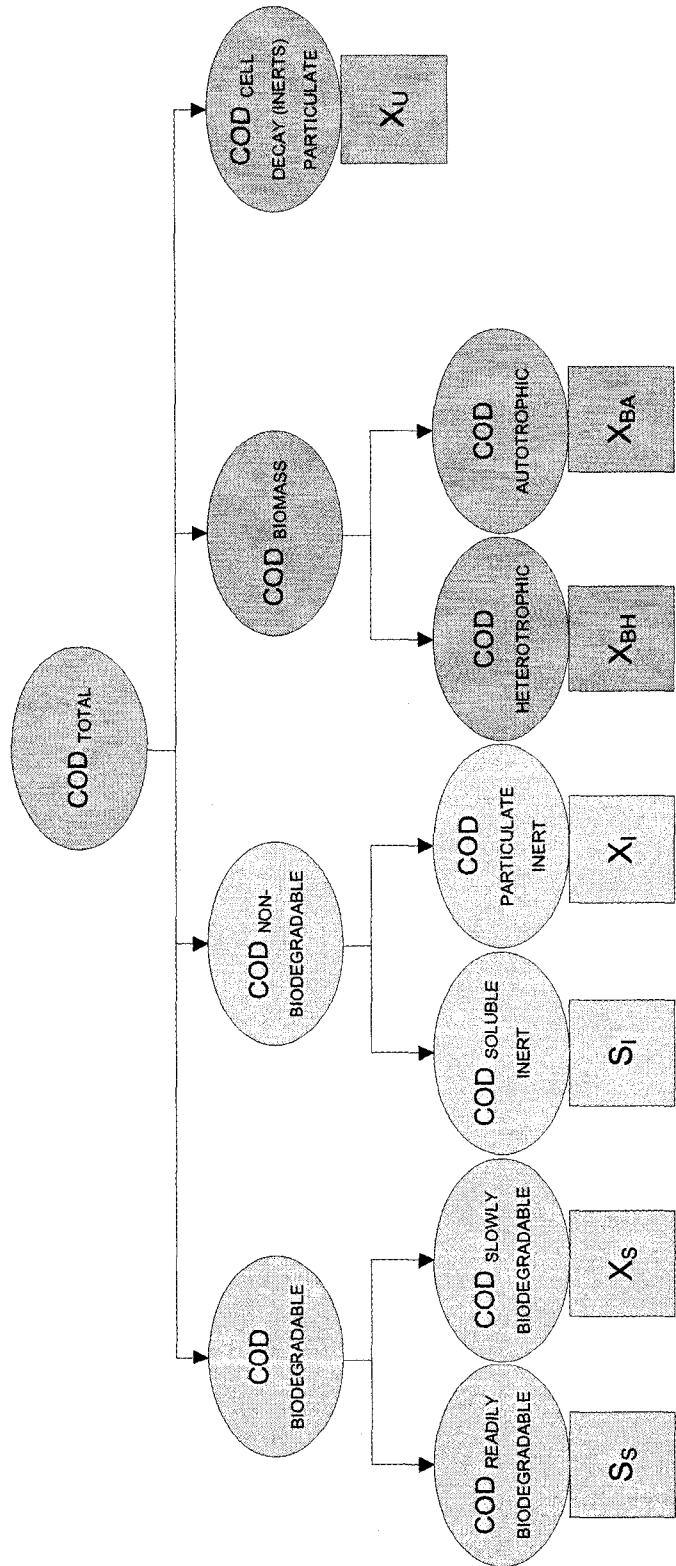 COD TOTAL
COD
BIODEGRADABLE
COD NON-
BIODEGRADABLE
COD BIOMASS
COD CELL
DECAY (INERTS)
PARTICULATE
XU
COD READILY
BIODEGRADABLE
SS
COD SLOWLY
BIODEGRADABLE
XS
COD SOLUBLE
INERT
SI
COD
PARTICULATE
INERT
XI
COD
HETEROTROPHIC
XBH
COD
AUTOTROPHIC
XBA